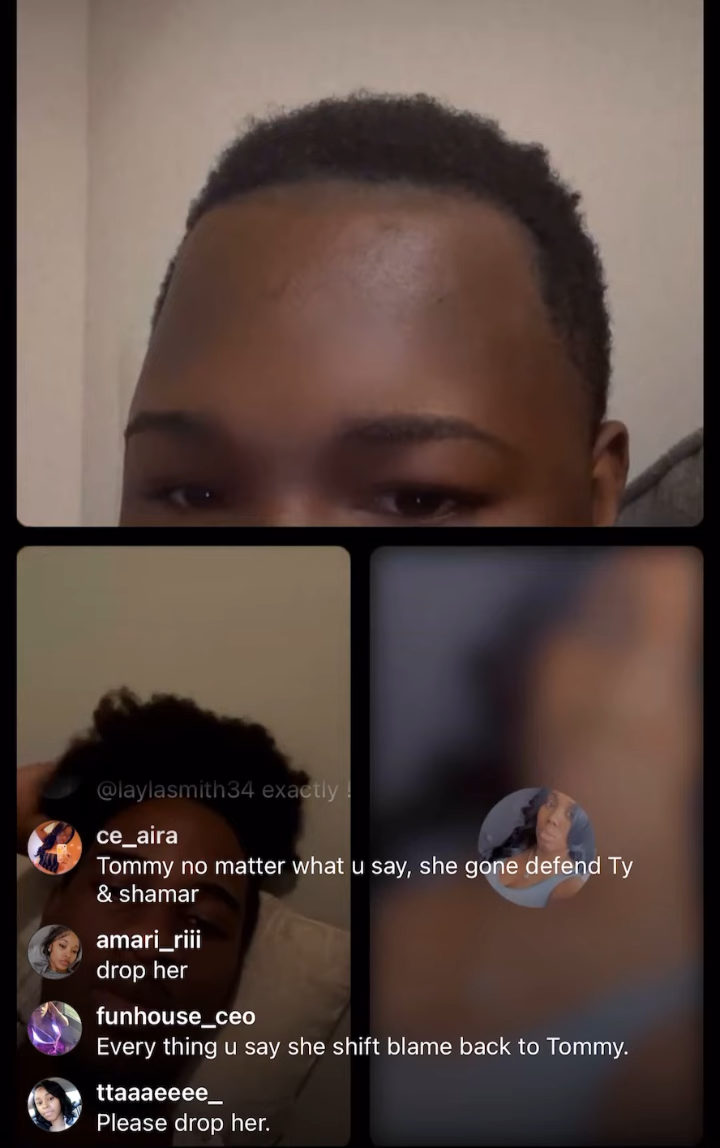 @laylasmith34 exactly !
ce_aira
Tommy no matter what u say, she gone defend Ty
& shamar
amari_riii
drop her
funhouse_ceo
Every thing u say she shift blame back to Tommy.
ttaaaeeee_
Please drop her.